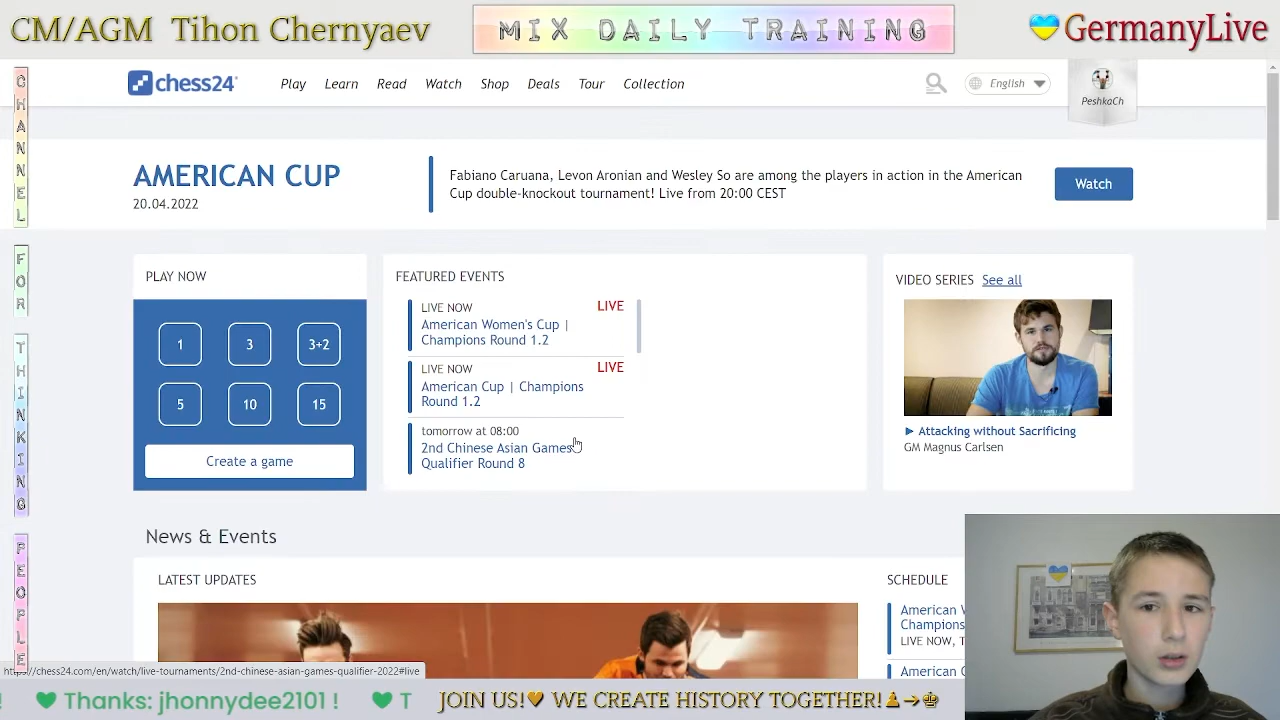 CM/AGM Tihon Chernyaev
MIX DAILY TRAINING
GermanyLive
CHANNEL
FOR
THINKING
PEOPLE
chess24
Play
Learn
Read
Watch
Shop
Deals
Tour
Collection
English
PeshkaCh
AMERICAN CUP
20.04.2022
Fabiano Caruana, Levon Aronian and Wesley So are among the players in action in the American
Cup double-knockout tournament! Live from 20:00 CEST
Watch
PLAY NOW
1
3
3+2
5
10
15
Create a game
FEATURED EVENTS
LIVE NOW
LIVE
American Women's Cup |
Champions Round 1.2
LIVE NOW
LIVE
American Cup | Champions
Round 1.2
tomorrow at 08:00
2nd Chinese Asian Games
Qualifier Round 8
VIDEO SERIES See all
Attacking without Sacrificing
GM Magnus Carlsen
News & Events
LATEST UPDATES
SCHEDULE
American W
Champions
LIVE NOW, T
American C
https://chess24.com/en/watch/live-tournaments/2nd-chinese-asian-games-qualifier-2022#live
! Thanks: jhonnydee2101 ! T
JOIN US! WE CREATE HISTORY TOGETHER!